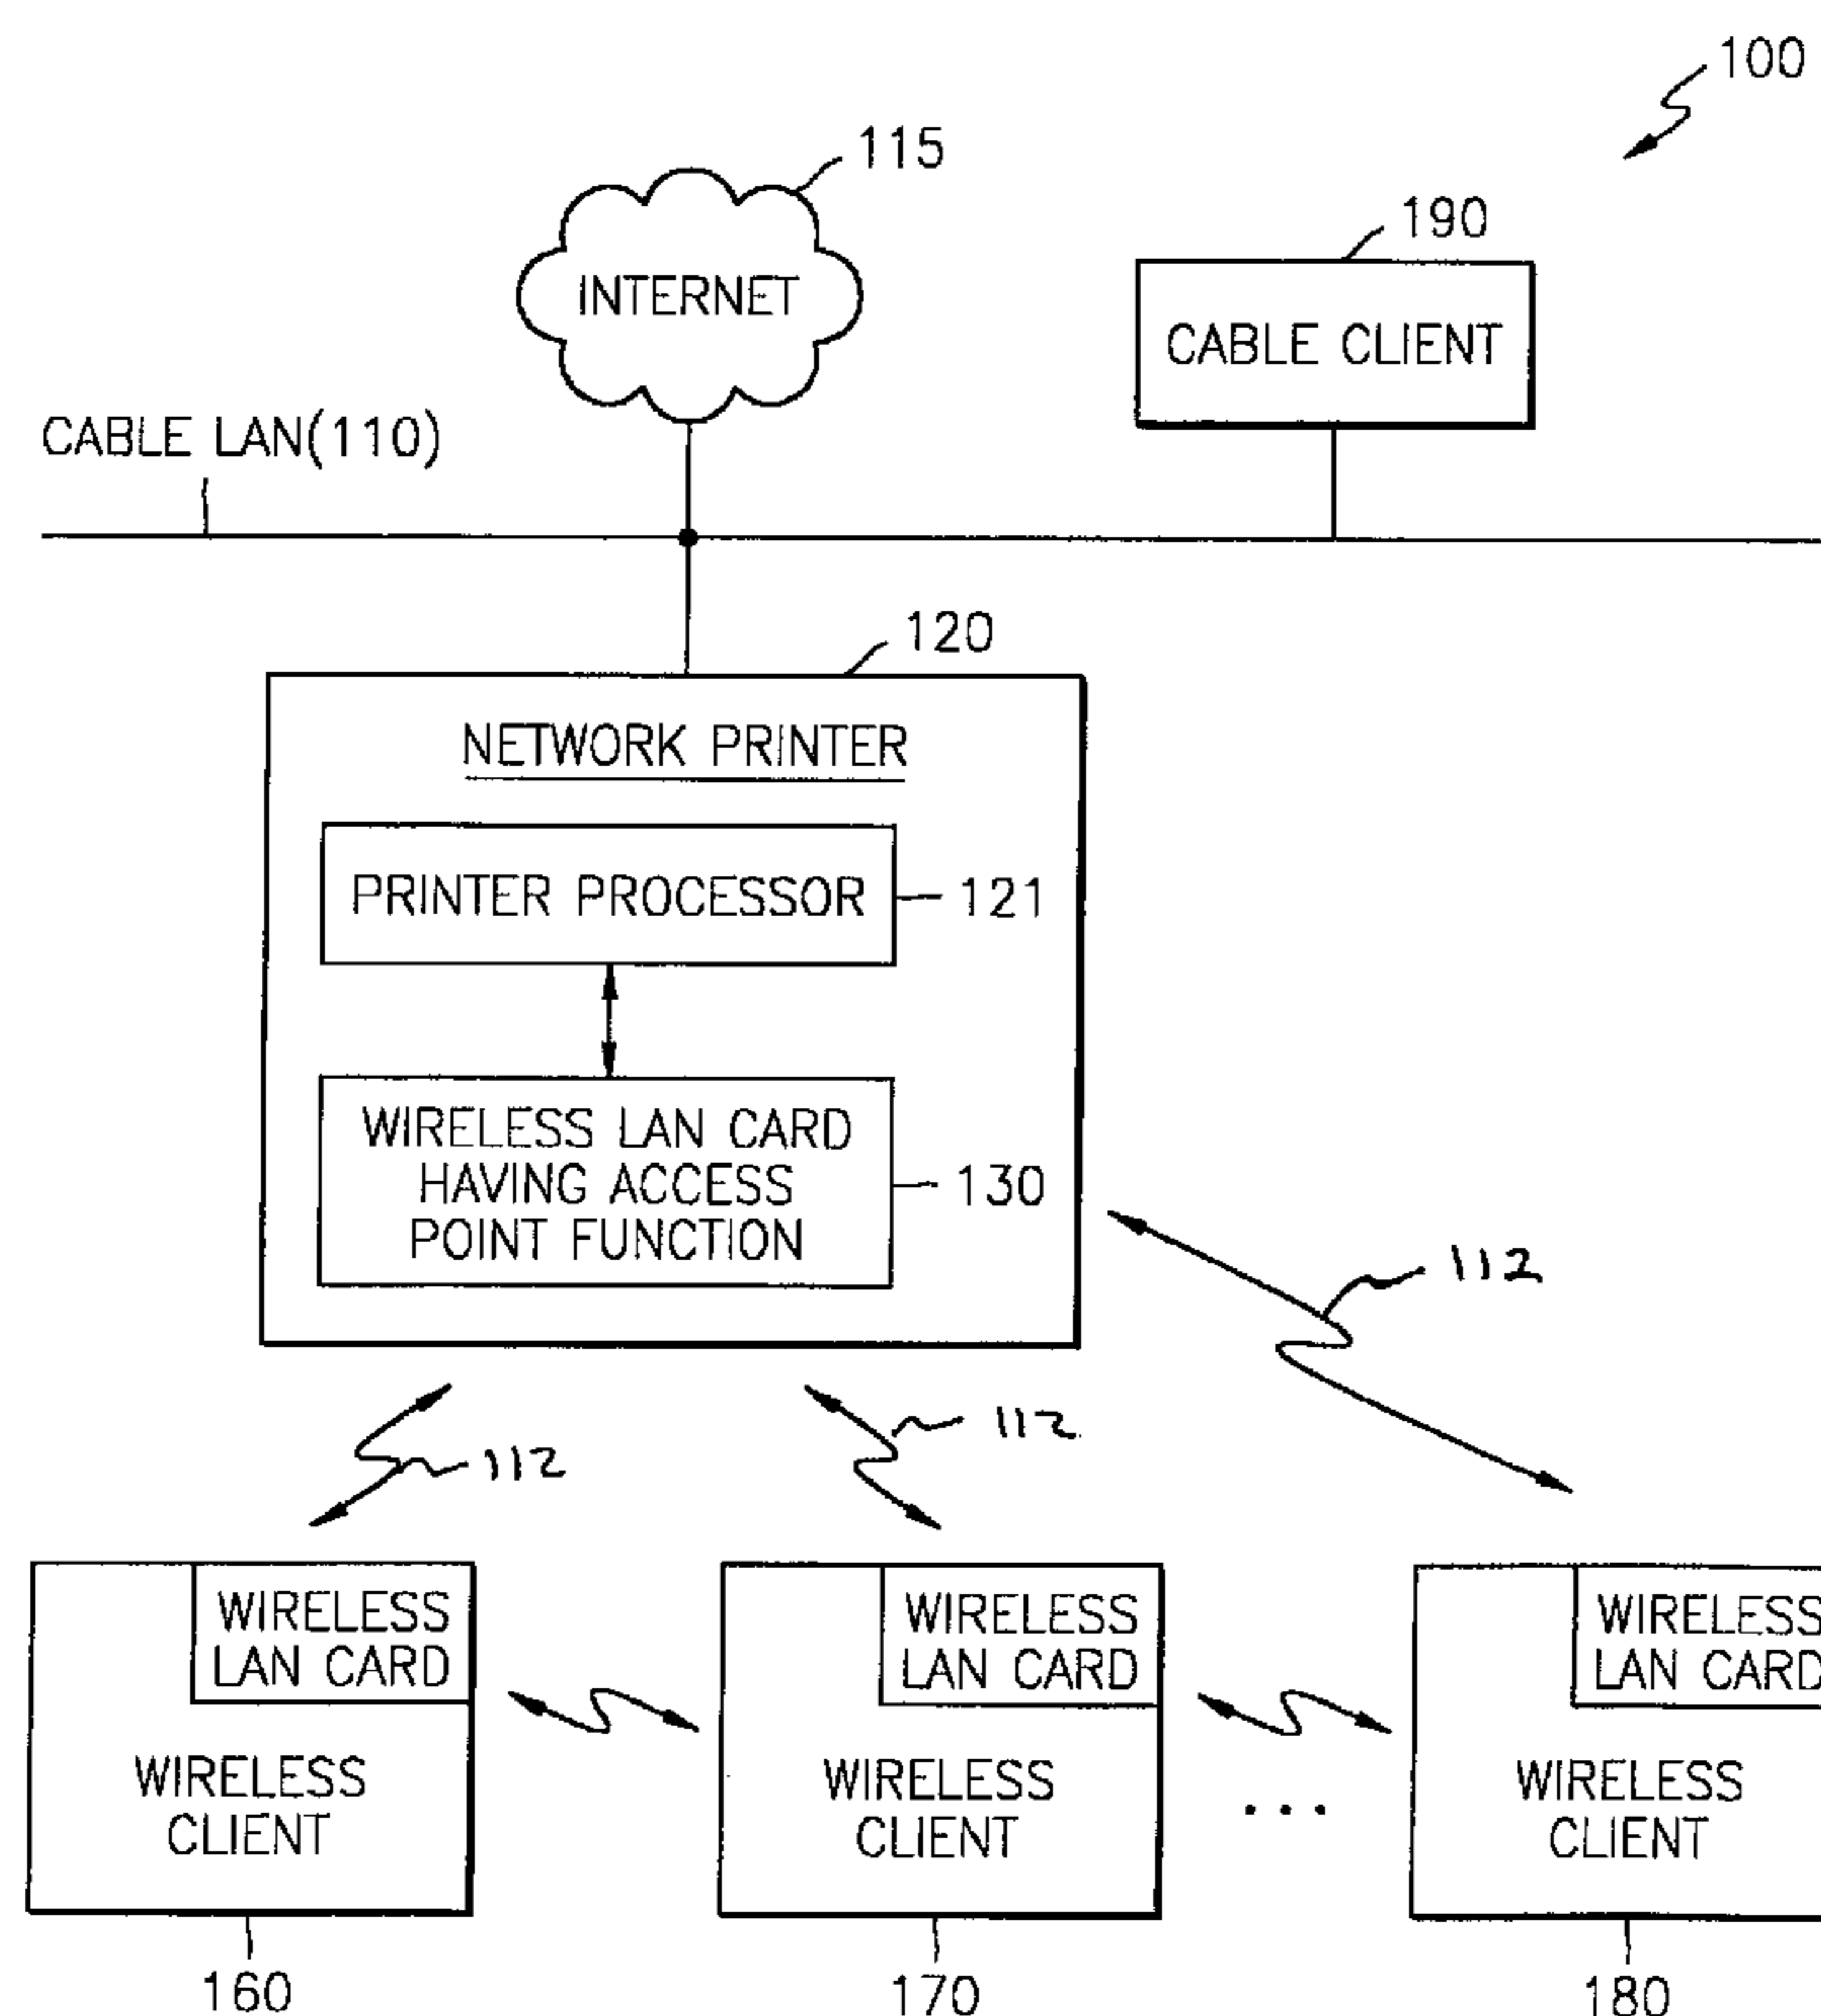 100
115
INTERNET
190
CABLE CLIENT
CABLE LAN(110)
120
NETWORK PRINTER
PRINTER PROCESSOR
121
WIRELESS LAN CARD
HAVING ACCESS
POINT FUNCTION
130
112
112
112
WIRELESS
LAN CARD
WIRELESS
CLIENT
160
WIRELESS
LAN CARD
WIRELESS
CLIENT
170
...
WIRELESS
LAN CARD
WIRELESS
CLIENT
180